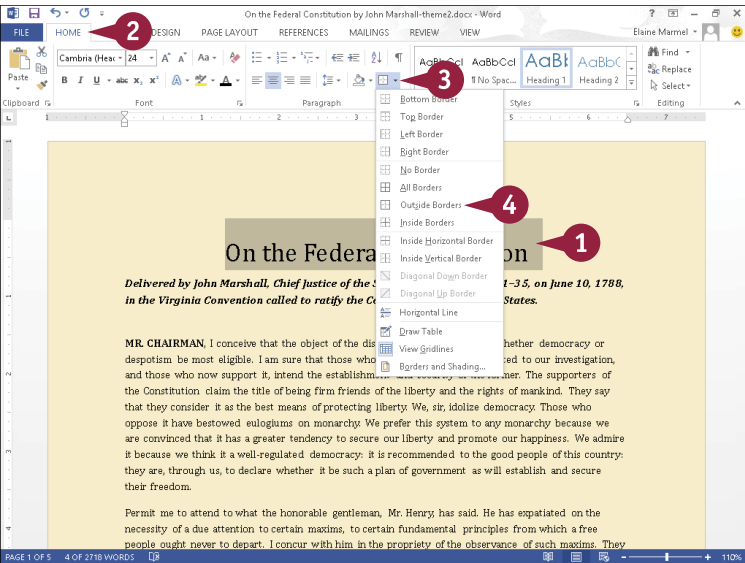 On the Federal Constitution by John Marshall-theme2.docx - Word
FILE HOME DESIGN PAGE LAYOUT REFERENCES MAILINGS REVIEW VIEW Elaine Marmel
2
Cambria (Hea 24 Aa
Paste
B I U abc x₂ x²
AaBbCcI AaBbCcI AaBb AaBbC
¶ No Spac... Heading 1 Heading 2
Find
Replace
Select
Clipboard Font Paragraph Styles Editing
3
Bottom Border
Top Border
Left Border
Right Border
No Border
All Borders
Outside Borders
4
Inside Borders
Inside Horizontal Border
Inside Vertical Border
Diagonal Down Border
Diagonal Up Border
Horizontal Line
Draw Table
View Gridlines
Borders and Shading...
1 2 3 5 6 7
On the Federa on
1
Delivered by John Marshall, Chief Justice of the S 1–35, on June 10, 1788,
in the Virginia Convention called to ratify the Co States.
MR. CHAIRMAN, I conceive that the object of the dis hether democracy or
despotism be most eligible. I am sure that those who ced to our investigation,
and those who now support it, intend the establishment and security of the former. The supporters of
the Constitution claim the title of being firm friends of the liberty and the rights of mankind. They say
that they consider it as the best means of protecting liberty. We, sir, idolize democracy. Those who
oppose it have bestowed eulogiums on monarchy. We prefer this system to any monarchy because we
are convinced that it has a greater tendency to secure our liberty and promote our happiness. We admire
it because we think it a well-regulated democracy: it is recommended to the good people of this country:
they are, through us, to declare whether it be such a plan of government as will establish and secure
their freedom.
Permit me to attend to what the honorable gentleman, Mr. Henry, has said. He has expatiated on the
necessity of a due attention to certain maxims, to certain fundamental principles from which a free
people ought never to depart. I concur with him in the propriety of the observance of such maxims. They
PAGE 1 OF 5 4 OF 2718 WORDS 110%